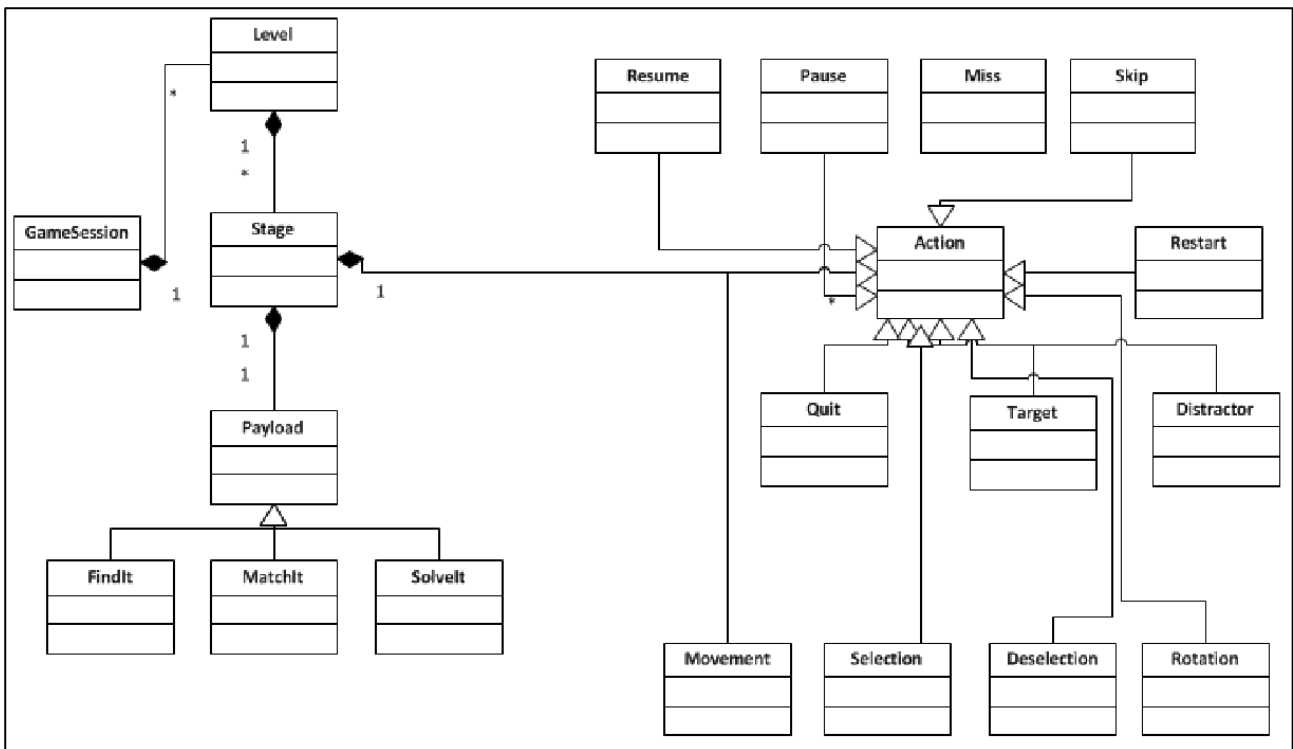 Level
Resume
Pause
Miss
Skip
*
1
*
GameSession
Stage
Action
Restart
1
1
*
1
1
Quit
Target
Distractor
Payload
FindIt
MatchIt
SolveIt
Movement
Selection
Deselection
Rotation